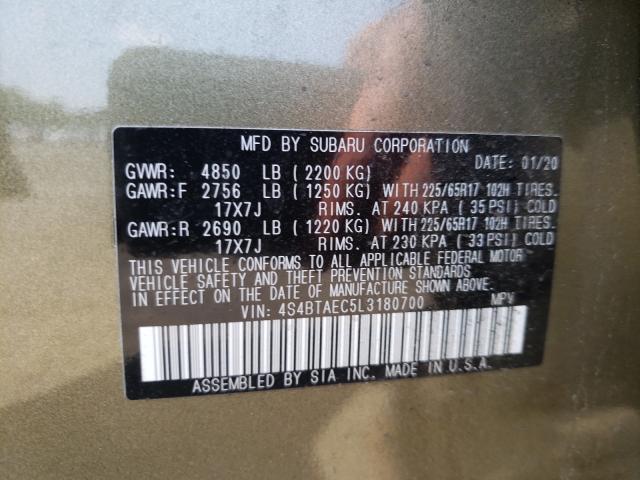 MFD BY SUBARU CORPORATION
DATE: 01/20
GVWR: 4850 LB ( 2200 KG)
GAWR:F 2756 LB ( 1250 KG) WITH 225/65R17 102H TIRES.
17X7J RIMS. AT 240 KPA ( 35 PSI) COLD
GAWR:R 2690 LB ( 1220 KG) WITH 225/65R17 102H TIRES.
17X7J RIMS. AT 230 KPA ( 33 PSI) COLD
THIS VEHICLE CONFORMS TO ALL APPLICABLE FEDERAL MOTOR
VEHICLE SAFETY AND THEFT PREVENTION STANDARDS
IN EFFECT ON THE DATE OF MANUFACTURE SHOWN ABOVE.
VIN: 4S4BTAEC5L3180700 MPV
ASSEMBLED BY SIA INC. MADE IN U.S.A.